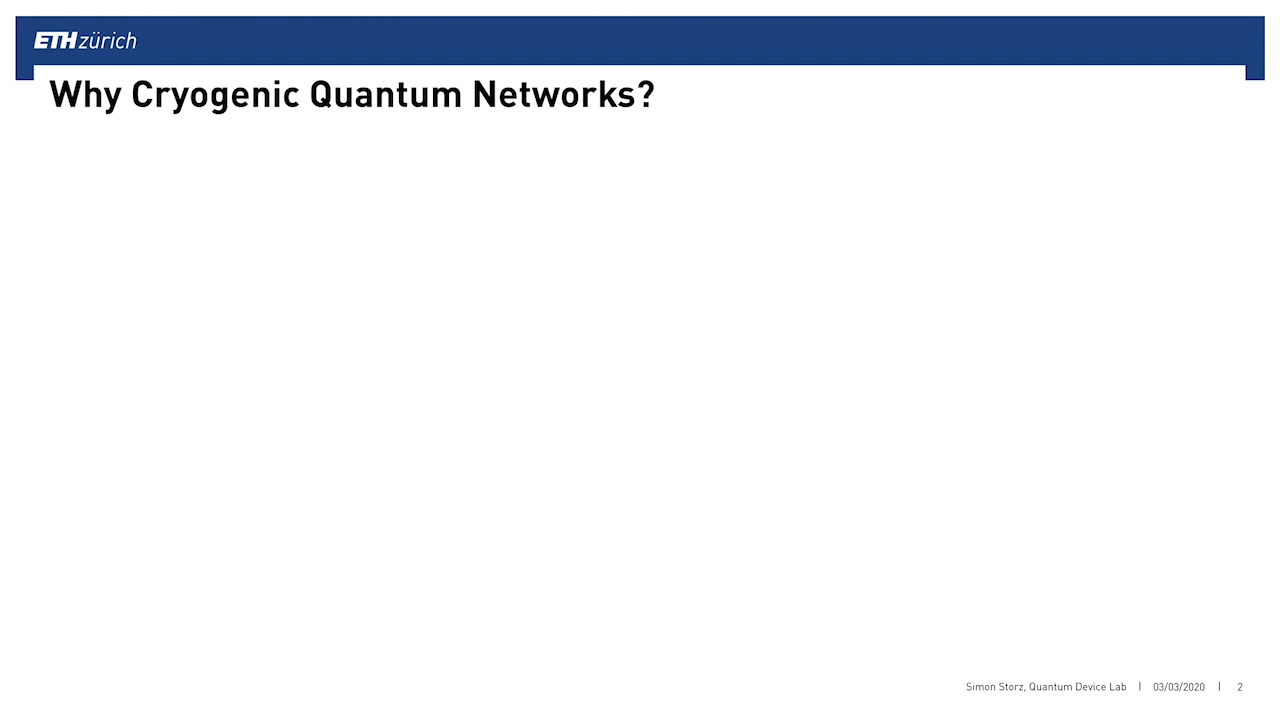 ETH zürich
Why Cryogenic Quantum Networks?
Simon Storz, Quantum Device Lab | 03/03/2020 | 2